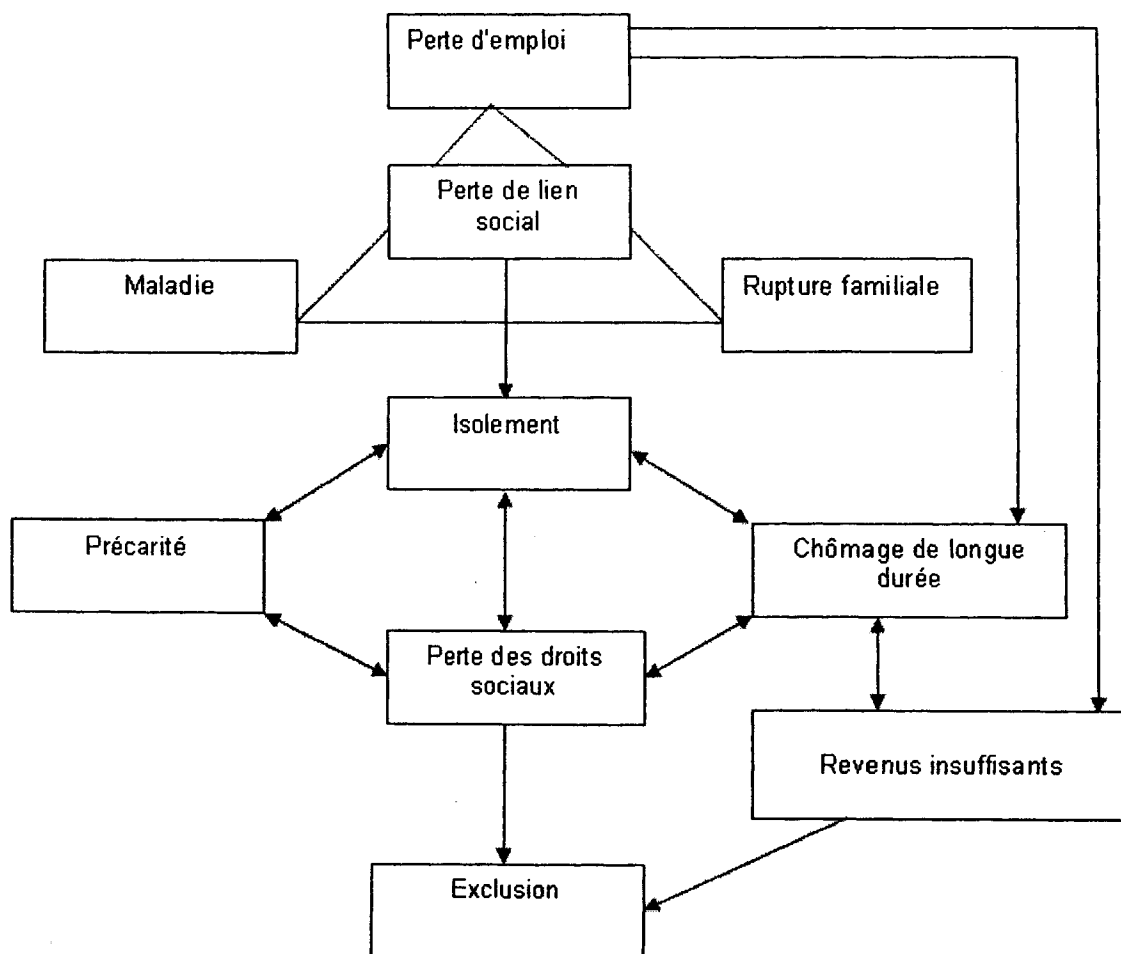 Perte d'emploi
Perte de lien
social
Maladie
Rupture familiale
Isolement
Précarité
Chômage de longue
durée
Perte des droits
sociaux
Revenus insuffisants
Exclusion